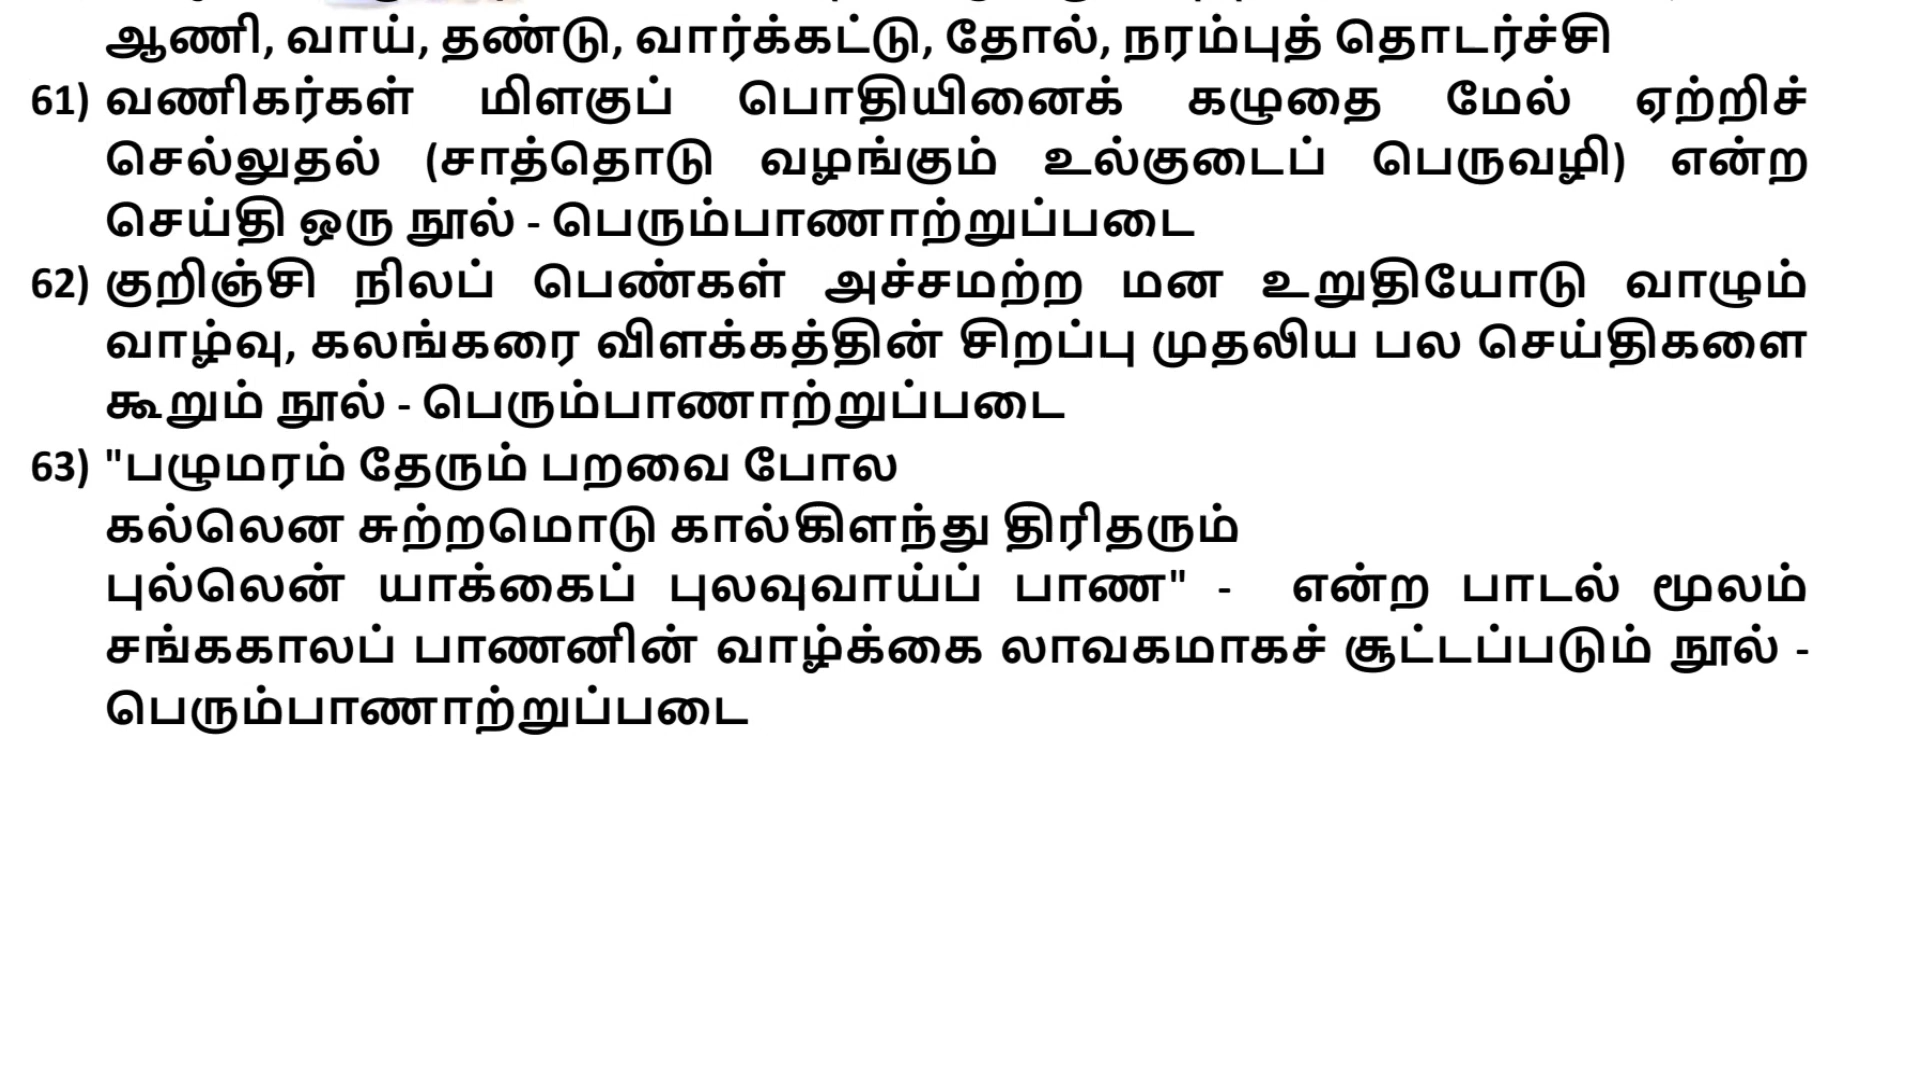 ஆணி, வாய், தண்டு, வார்க்கட்டு, தோல், நரம்புத் தொடர்ச்சி
61) வணிகர்கள் மிளகுப் பொதியினைக் கழுதை மேல் ஏற்றிச்
செல்லுதல் (சாத்தொடு வழங்கும் உல்குடைப் பெருவழி) என்ற
செய்தி ஒரு நூல் - பெரும்பாணாற்றுப்படை
62) குறிஞ்சி நிலப் பெண்கள் அச்சமற்ற மன உறுதியோடு வாழும்
வாழ்வு, கலங்கரை விளக்கத்தின் சிறப்பு முதலிய பல செய்திகளை
கூறும் நூல் - பெரும்பாணாற்றுப்படை
63) "பழுமரம் தேரும் பறவை போல
கல்லென சுற்றமொடு கால்கிளந்து திரிதரும்
புல்லென் யாக்கைப் புலவுவாய்ப் பாண" - என்ற பாடல் மூலம்
சங்ககாலப் பாணனின் வாழ்க்கை லாவகமாகச் சூட்டப்படும் நூல் -
பெரும்பாணாற்றுப்படை